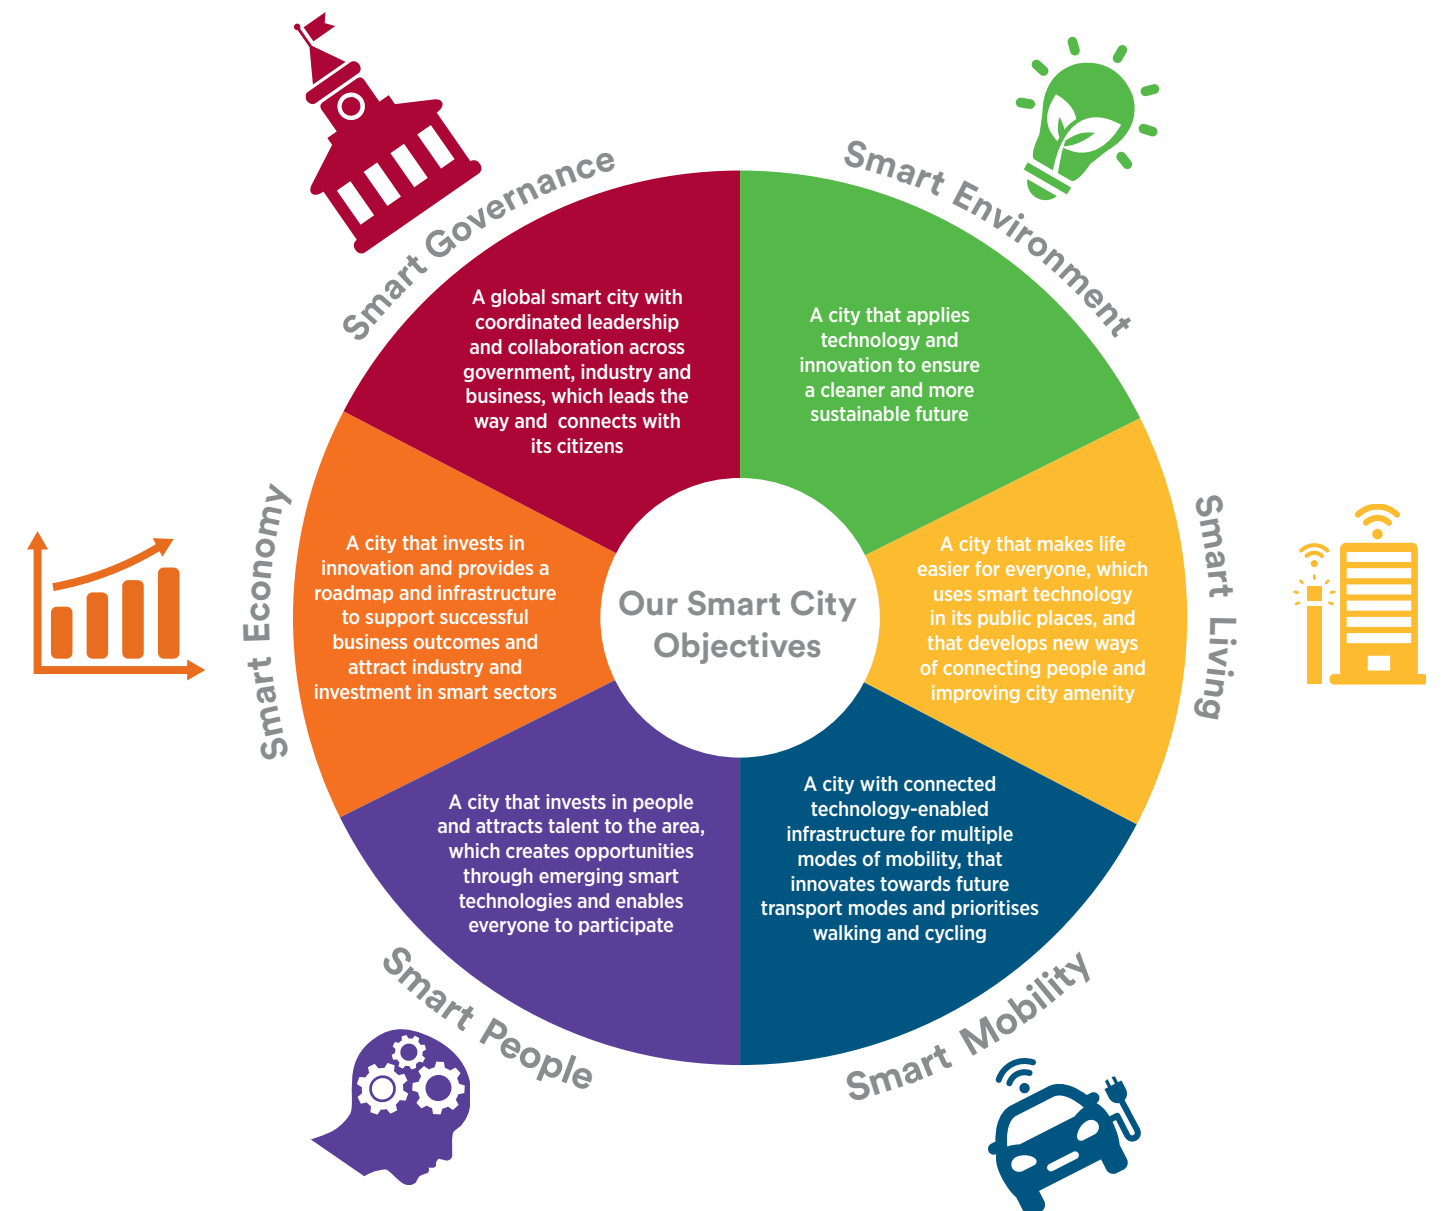 Smart Governance
A global smart city with
coordinated leadership
and collaboration across
government, industry and
business, which leads the
way and connects with
its citizens
Smart Environment
A city that applies
technology and
innovation to ensure
a cleaner and more
sustainable future
Smart Economy
A city that invests in
innovation and provides a
roadmap and infrastructure
to support successful
business outcomes and
attract industry and
investment in smart sectors
Our Smart City
Objectives
Smart Living
A city that makes life
easier for everyone, which
uses smart technology
in its public places, and
that develops new ways
of connecting people and
improving city amenity
Smart People
A city that invests in people
and attracts talent to the area,
which creates opportunities
through emerging smart
technologies and enables
everyone to participate
Smart Mobility
A city with connected
technology-enabled
infrastructure for multiple
modes of mobility, that
innovates towards future
transport modes and prioritises
walking and cycling